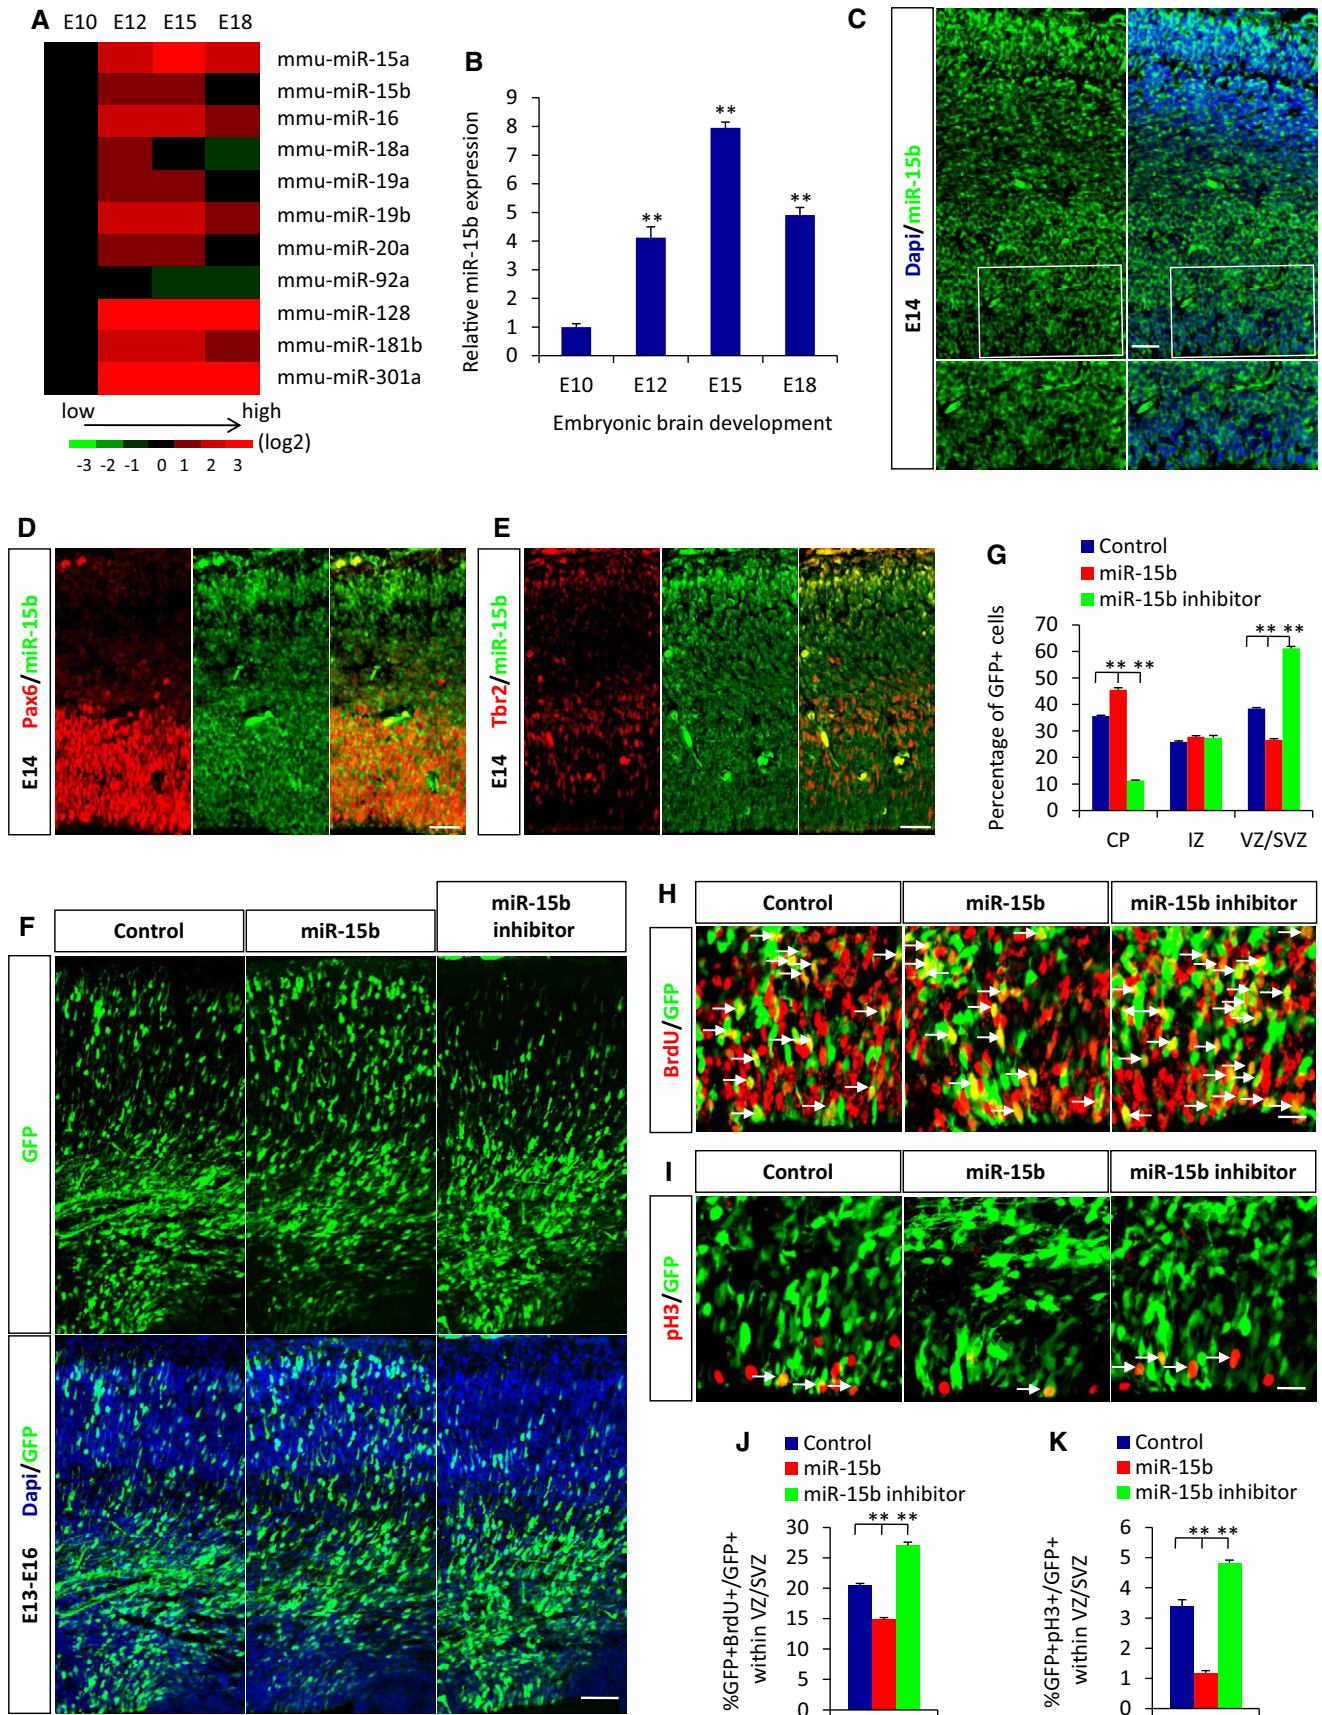 A
E10 E12 E15 E18
mmu-miR-15a
mmu-miR-15b
mmu-miR-16
mmu-miR-18a
mmu-miR-19a
mmu-miR-19b
mmu-miR-20a
mmu-miR-92a
mmu-miR-128
mmu-miR-181b
mmu-miR-301a
low high
(log2)
-3 -2 -1 0 1 2 3
B
Relative miR-15b expression
9
8
7
6
5
4
3
2
1
0
**
**
**
E10 E12 E15 E18
Embryonic brain development
C
E14 Dapi/miR-15b
D
E14 Pax6/miR-15b
E
E14 Tbr2/miR-15b
G
Control
miR-15b
miR-15b inhibitor
Percentage of GFP+ cells
70
60
50
40
30
20
10
0
** **
** **
CP IZ VZ/SVZ
F
Control
miR-15b
miR-15b
inhibitor
GFP
E13-E16 Dapi/GFP
H
Control
miR-15b
miR-15b inhibitor
BrdU/GFP
I
Control
miR-15b
miR-15b inhibitor
pH3/GFP
J
Control
miR-15b
miR-15b inhibitor
%GFP+BrdU+/GFP+
within VZ/SVZ
30
25
20
15
10
5
0
** **
K
Control
miR-15b
miR-15b inhibitor
%GFP+pH3+/GFP+
within VZ/SVZ
6
5
4
3
2
1
0
** **